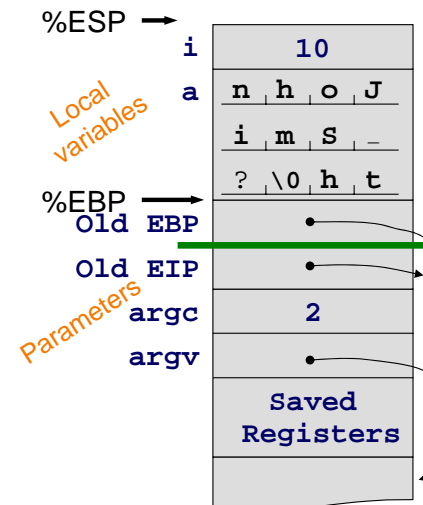 %ESP
i 10
a n h o J
Local variables
i m S _
? \0 h t
%EBP
Old EBP
Old EIP
Parameters
argc 2
argv
Saved
Registers